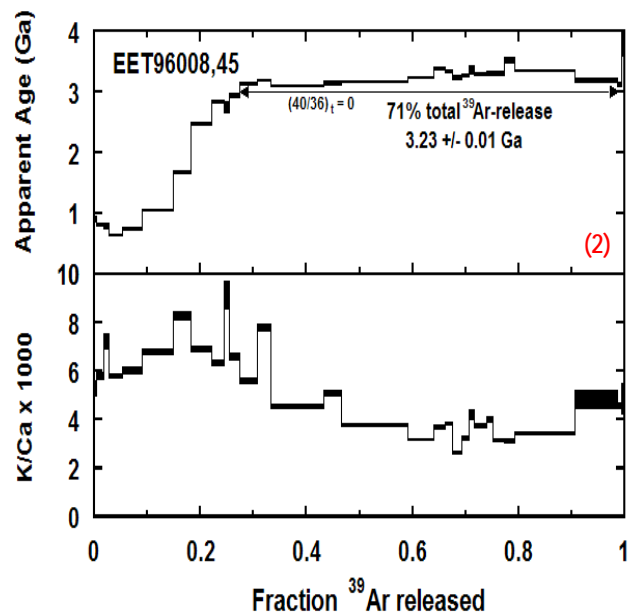 Apparent Age (Ga)
4
3
2
1
EET96008,45
(40/36)t = 0
71% total 39Ar-release
3.23 +/- 0.01 Ga
(2)
K/Ca x 1000
10
8
6
4
2
0
0 0.2 0.4 0.6 0.8 1
Fraction 39Ar released